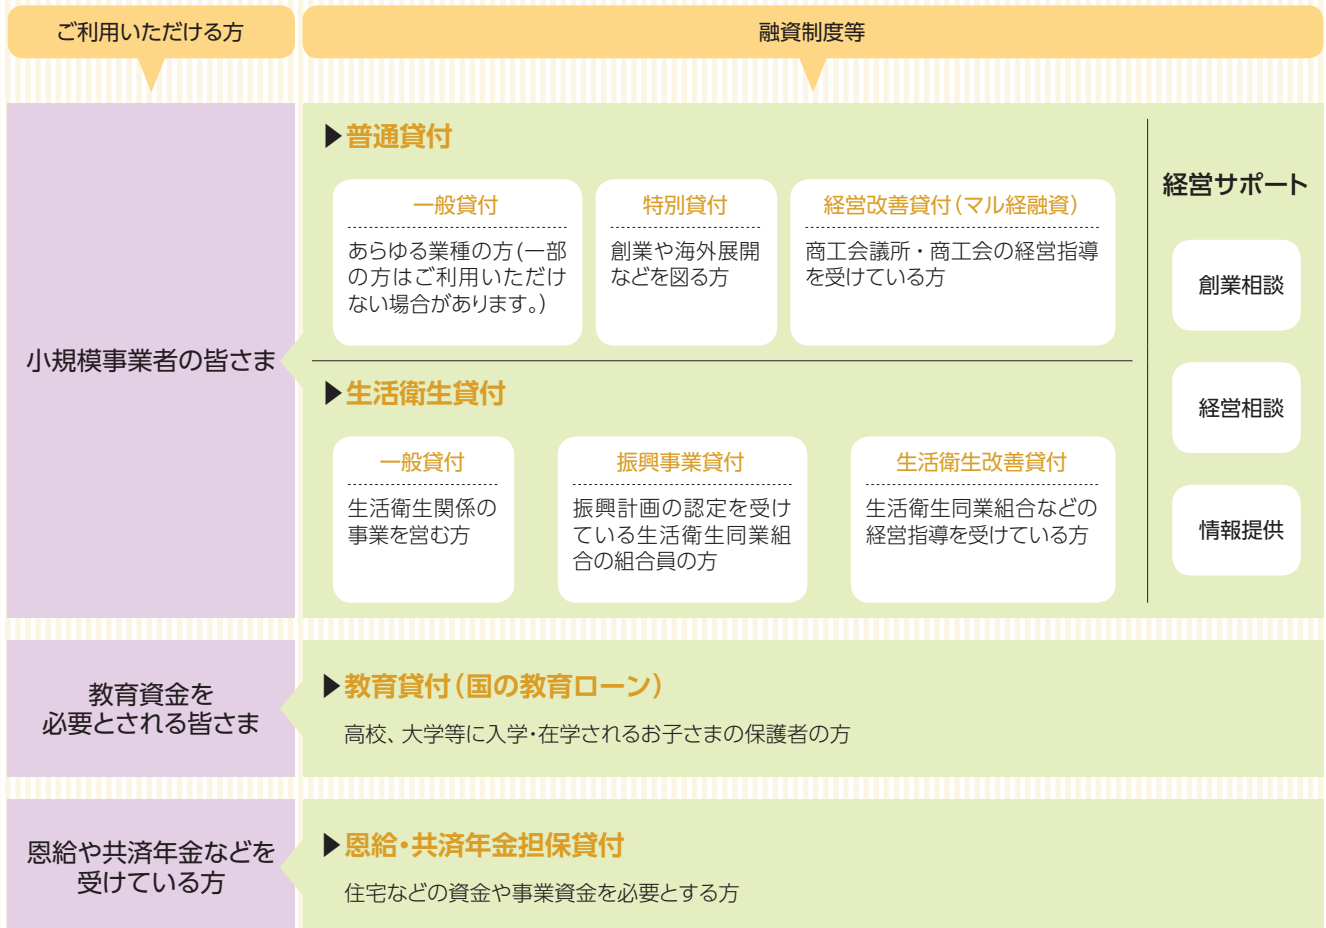 ご利用いただける方
融資制度等
小規模事業者の皆さま
▶普通貸付
一般貸付
あらゆる業種の方(一部
の方はご利用いただけ
ない場合があります。)
特別貸付
創業や海外展開
などを図る方
経営改善貸付(マル経融資)
商工会議所・商工会の経営指導
を受けている方
▶生活衛生貸付
一般貸付
生活衛生関係の
事業を営む方
振興事業貸付
振興計画の認定を受け
ている生活衛生同業組
合の組合員の方
生活衛生改善貸付
生活衛生同業組合などの
経営指導を受けている方
経営サポート
創業相談
経営相談
情報提供
教育資金を
必要とされる皆さま
▶教育貸付(国の教育ローン)
高校、大学等に入学・在学されるお子さまの保護者の方
恩給や共済年金などを
受けている方
▶恩給・共済年金担保貸付
住宅などの資金や事業資金を必要とする方